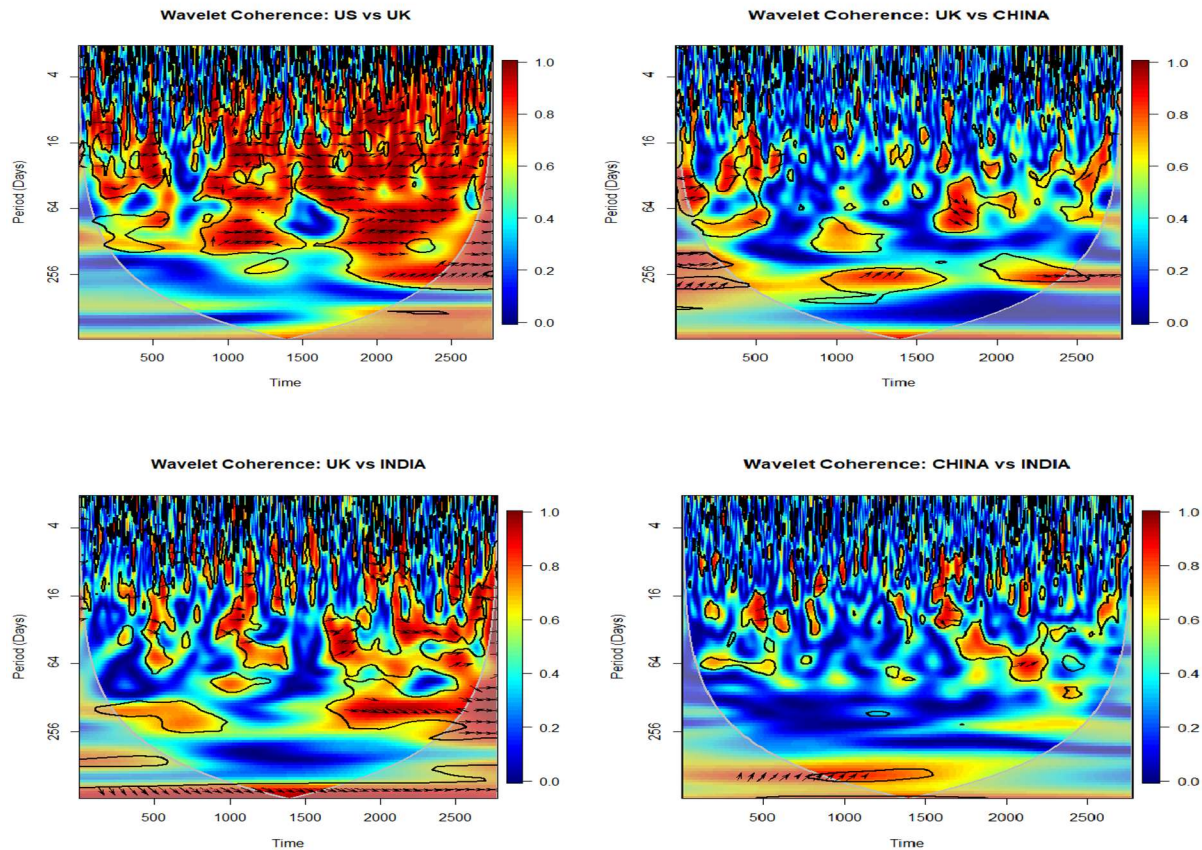 Wavelet Coherence: US vs UK
4
16
64
256
Period (Days)
500 1000 1500 2000 2500
Time
1.0
0.8
0.6
0.4
0.2
0.0
Wavelet Coherence: UK vs CHINA
4
16
64
256
Period (Days)
500 1000 1500 2000 2500
Time
1.0
0.8
0.6
0.4
0.2
0.0
Wavelet Coherence: UK vs INDIA
4
16
64
256
Period (Days)
500 1000 1500 2000 2500
Time
1.0
0.8
0.6
0.4
0.2
0.0
Wavelet Coherence: CHINA vs INDIA
4
16
64
256
Period (Days)
500 1000 1500 2000 2500
Time
1.0
0.8
0.6
0.4
0.2
0.0